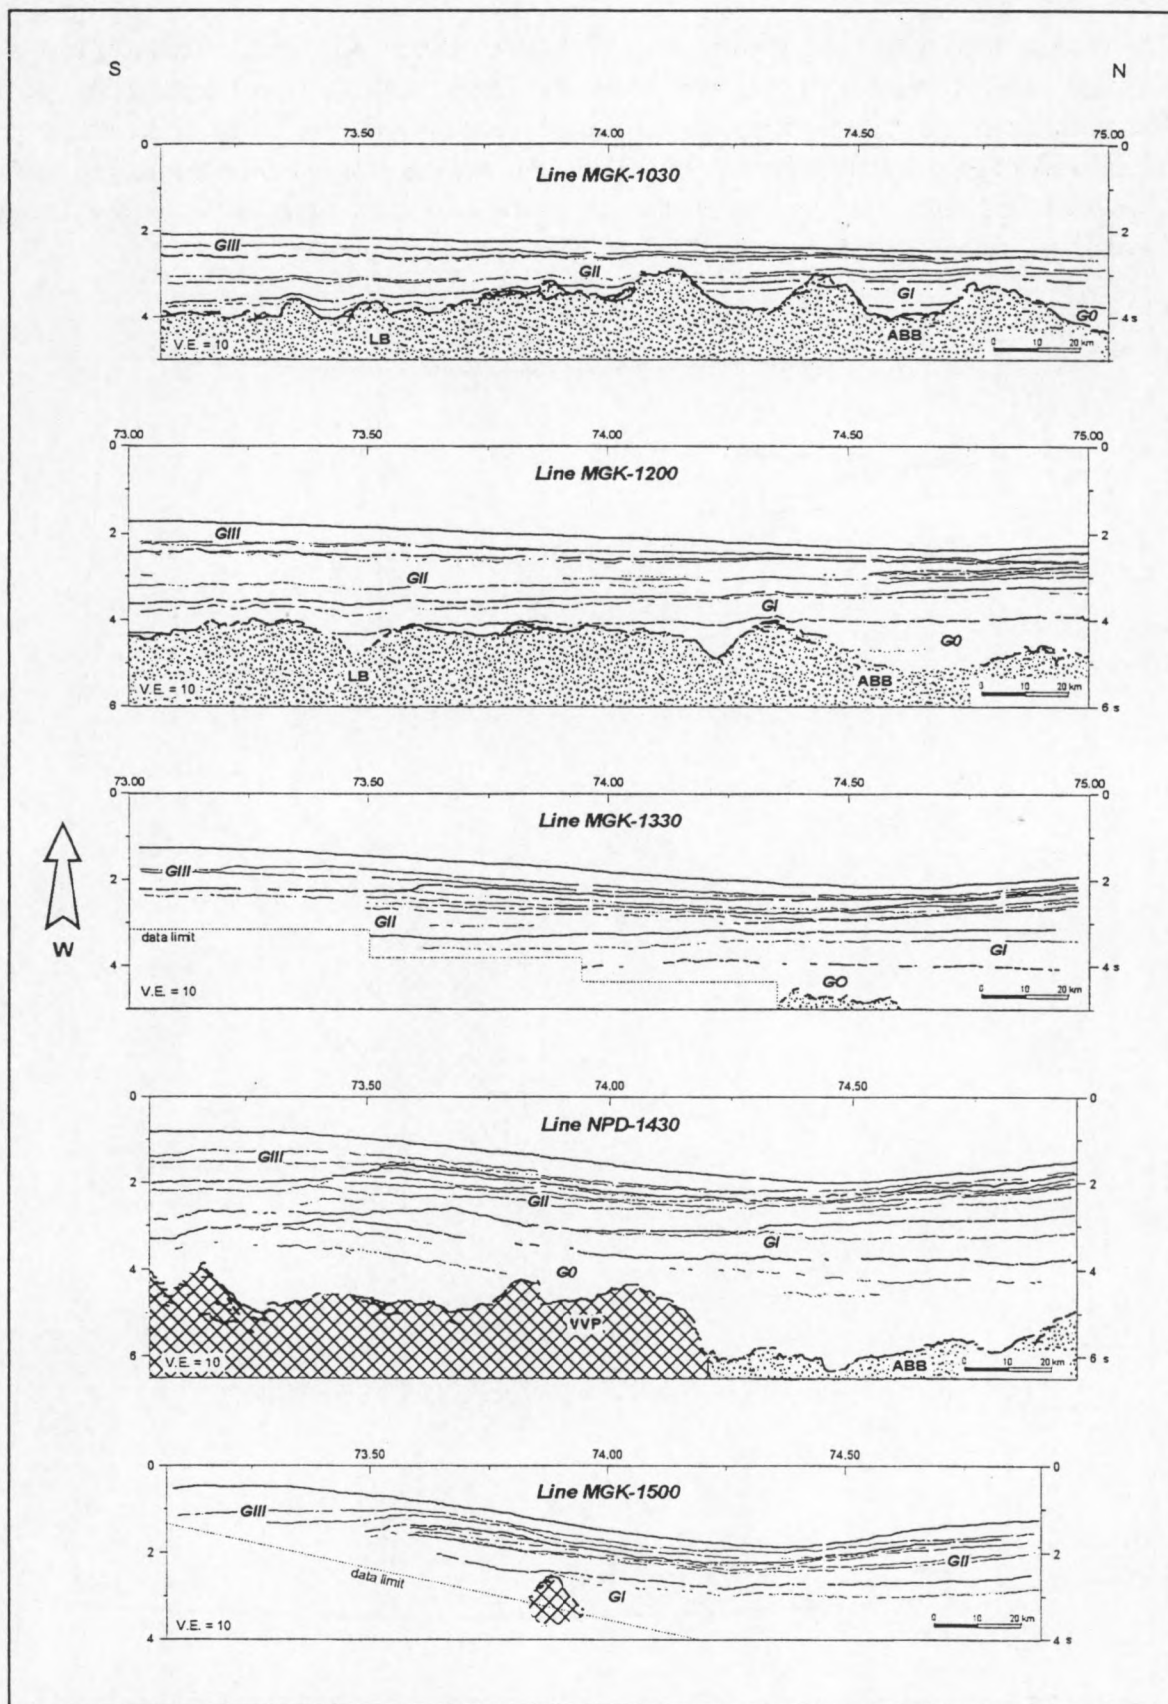 S N
73.50 74.00 74.50 75.00
0 0
Line MGK-1030
2 2
GIII
GII
GI
G0
4 4 s
LB ABB
V.E. = 10 0 10 20 km
73.00 73.50 74.00 74.50 75.00
0 0
Line MGK-1200
2 2
GIII
GII
GI
4 4
G0
LB ABB
V.E. = 10 0 10 20 km
6 6 s
73.00 73.50 74.00 74.50 75.00
0 0
Line MGK-1330
GIII
2 2
GII
data limit
W
GI
4 4 s
GO
V.E. = 10 0 10 20 km
73.50 74.00 74.50
0 0
Line NPD-1430
GIII
2 2
GII
GI
4 4
G0
VVP
6 6 s
V.E. = 10 ABB 0 10 20 km
73.50 74.00 74.50
0 0
Line MGK-1500
GIII
2 2
GII
data limit
GI
V.E. = 10 0 10 20 km
4 4 s